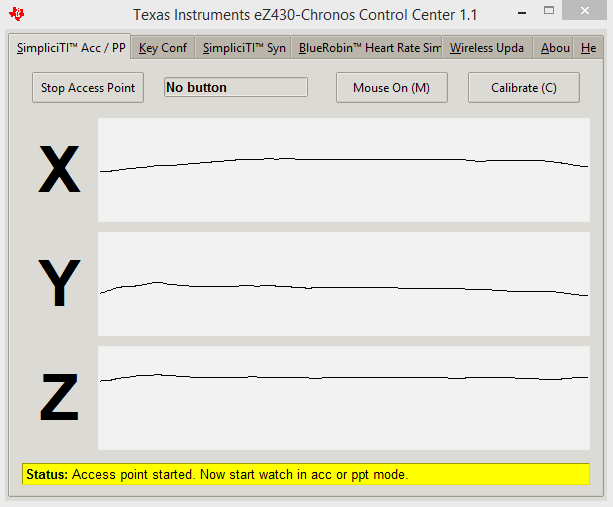 Texas Instruments eZ430-Chronos Control Center 1.1
SimpliciTI™ Acc / PP Key Conf SimpliciTI™ Syn BlueRobin™ Heart Rate Sim Wireless Upda Abou He
Stop Access Point No button Mouse On (M) Calibrate (C)
X
Y
Z
Status: Access point started. Now start watch in acc or ppt mode.